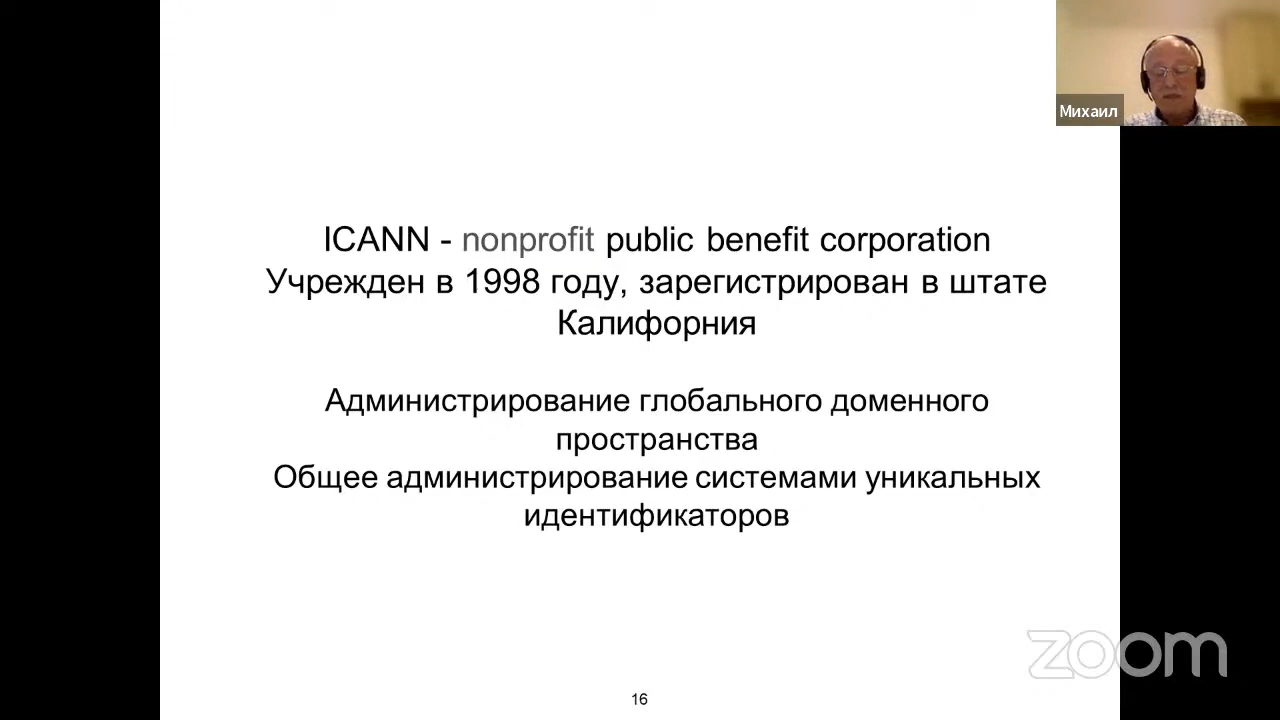 Михаил
ICANN - nonprofit public benefit corporation
Учрежден в 1998 году, зарегистрирован в штате
Калифорния
Администрирование глобального доменного
пространства
Общее администрирование системами уникальных
идентификаторов
zoom
16